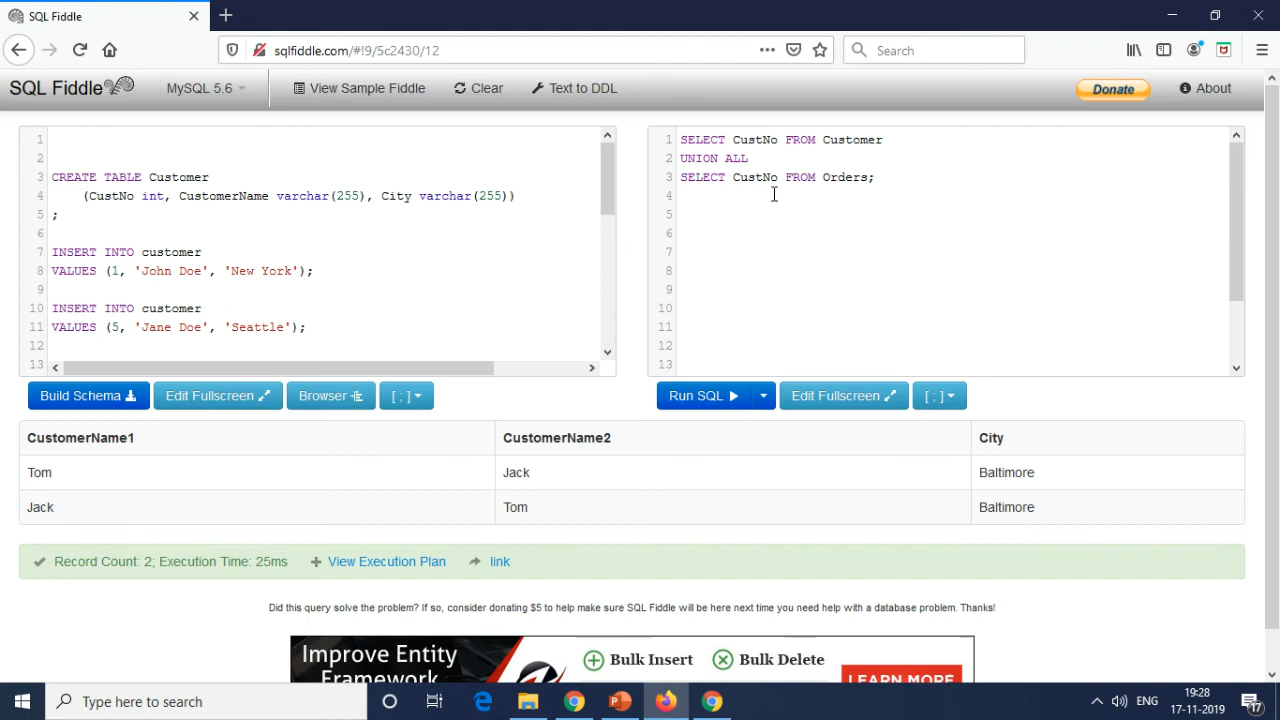 SQL Fiddle
sqlfiddle.com/#!9/5c2430/12
Search
SQL Fiddle
MySQL 5.6
View Sample Fiddle
Clear
Text to DDL
Donate
About
1
2
3 CREATE TABLE Customer
4 (CustNo int, CustomerName varchar(255), City varchar(255))
5 ;
6
7 INSERT INTO customer
8 VALUES (1, 'John Doe', 'New York');
9
10 INSERT INTO customer
11 VALUES (5, 'Jane Doe', 'Seattle');
12
13
1 SELECT CustNo FROM Customer
2 UNION ALL
3 SELECT CustNo FROM Orders;
4
5
6
7
8
9
10
11
12
13
Build Schema
Edit Fullscreen
Browser
[ ; ]
Run SQL
Edit Fullscreen
[ ; ]
CustomerName1 CustomerName2 City
Tom Jack Baltimore
Jack Tom Baltimore
Record Count: 2; Execution Time: 25ms
View Execution Plan
link
Did this query solve the problem? If so, consider donating $5 to help make sure SQL Fiddle will be here next time you need help with a database problem. Thanks!
Improve Entity
Framework
Bulk Insert
Bulk Delete
LEARN MORE
Type here to search
ENG
19:28
17-11-2019
17